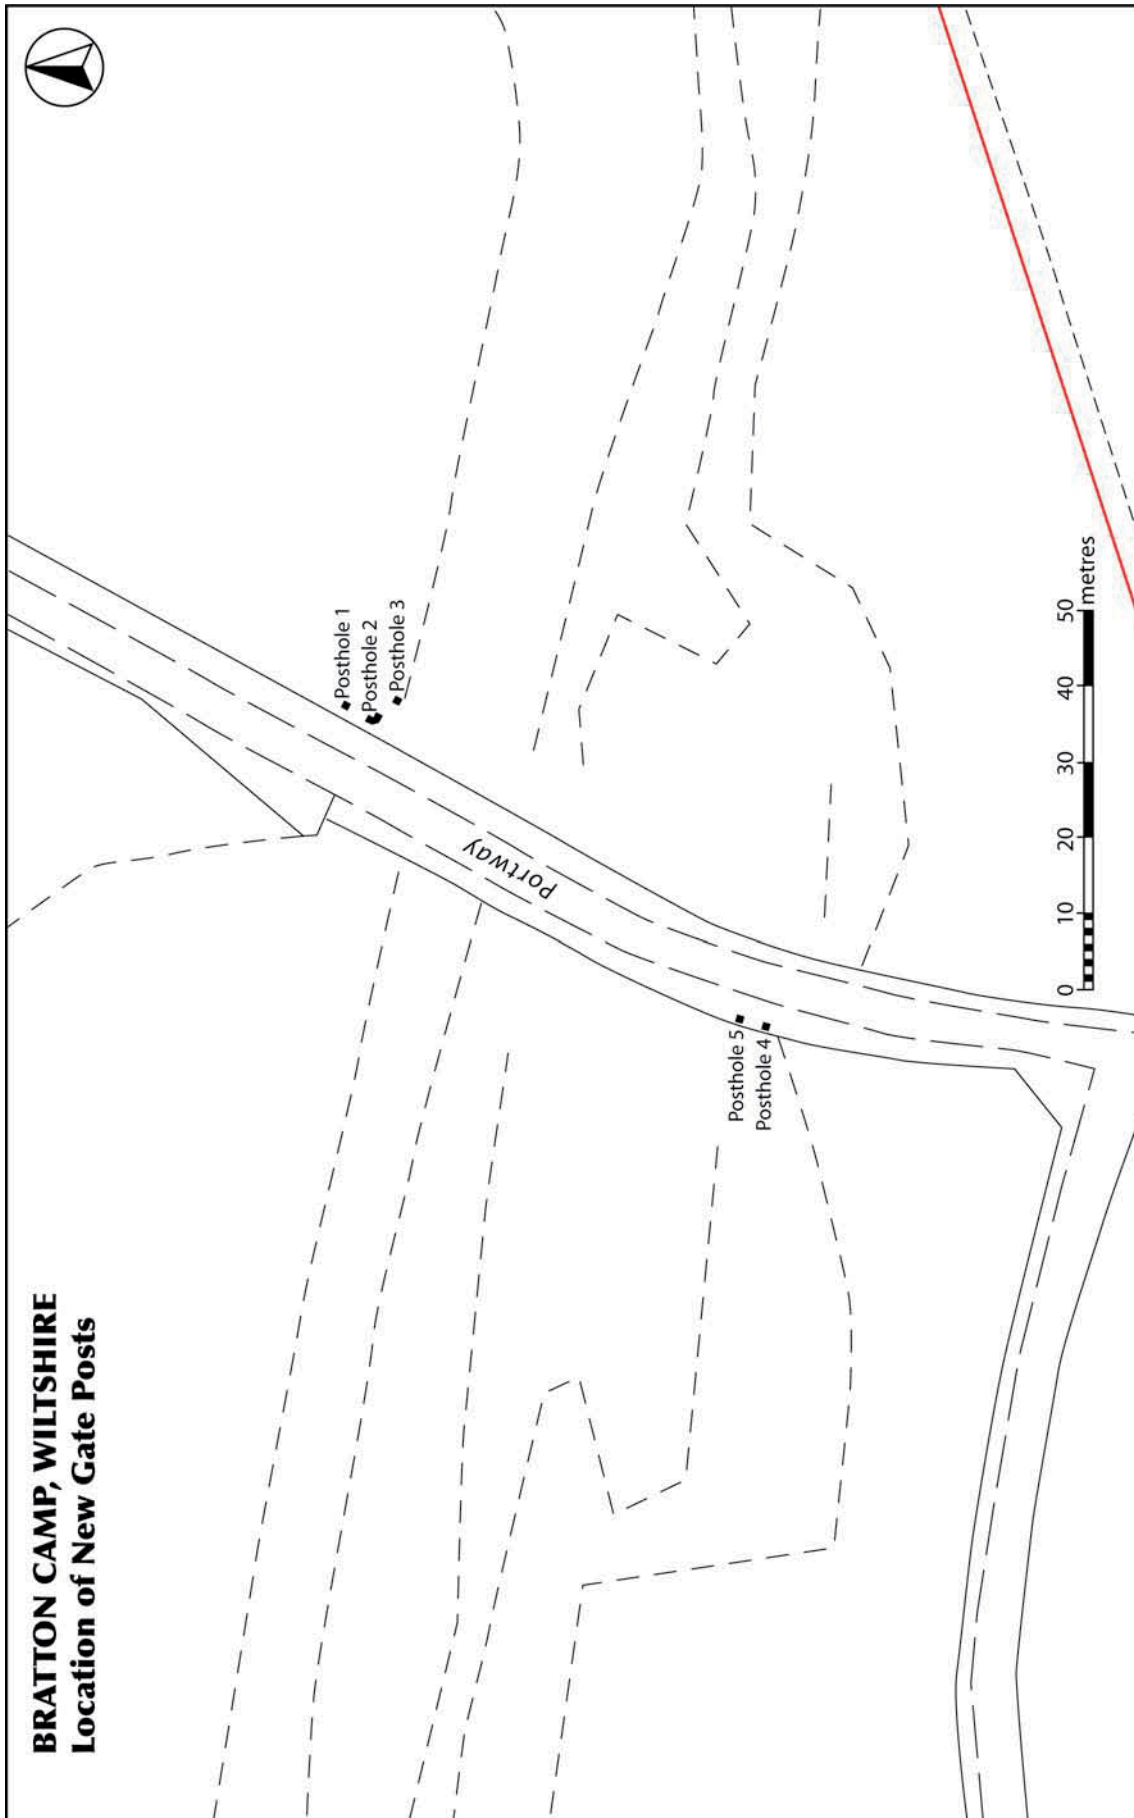 BRATTON CAMP, WILTSHIRE
Location of New Gate Posts
Posthole 1
Posthole 2
Posthole 3
Portway
Posthole 5
Posthole 4
0 10 20 30 40 50
metres